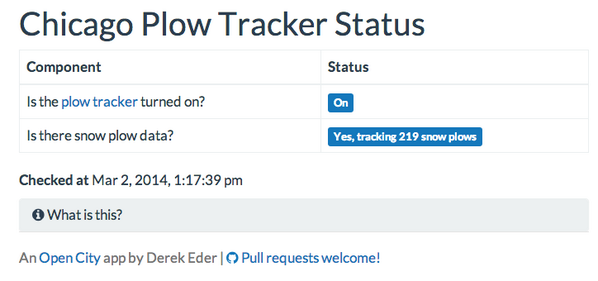 Chicago Plow Tracker Status
Component Status
Is the plow tracker turned on? On
Is there snow plow data? Yes, tracking 219 snow plows
Checked at Mar 2, 2014, 1:17:39 pm
What is this?
An Open City app by Derek Eder | Pull requests welcome!